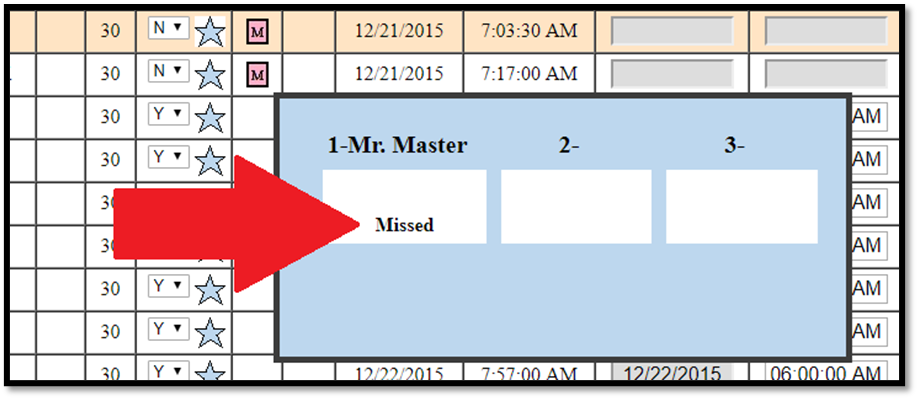 30 N M 12/21/2015 7:03:30 AM
30 N M 12/21/2015 7:17:00 AM
30 Y AM
30 Y AM
30 AM
30 AM
30 Y AM
30 Y AM
30 Y 12/22/2015 7:57:00 AM 12/22/2015 06:00:00 AM
1-Mr. Master 2- 3-
Missed